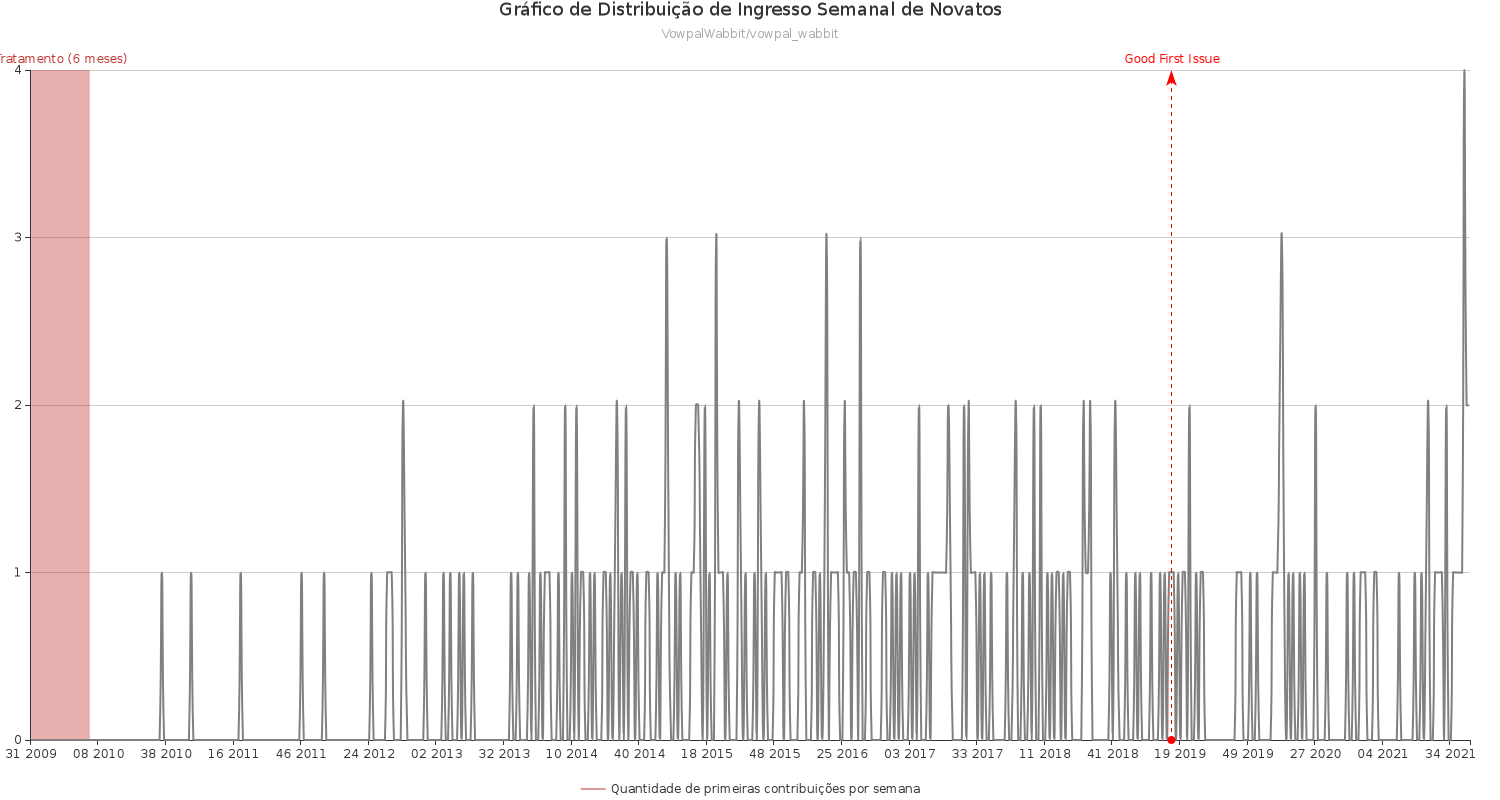 Gráfico de Distribuição de Ingresso Semanal de Novatos
VowpalWabbit/vowpal_wabbit
ratamento (6 meses)
Good First Issue
4
3
2
1
0
31 2009 08 2010 38 2010 16 2011 46 2011 24 2012 02 2013 32 2013 10 2014 40 2014 18 2015 48 2015 25 2016 03 2017 33 2017 11 2018 41 2018 19 2019 49 2019 27 2020 04 2021 34 2021
Quantidade de primeiras contribuições por semana